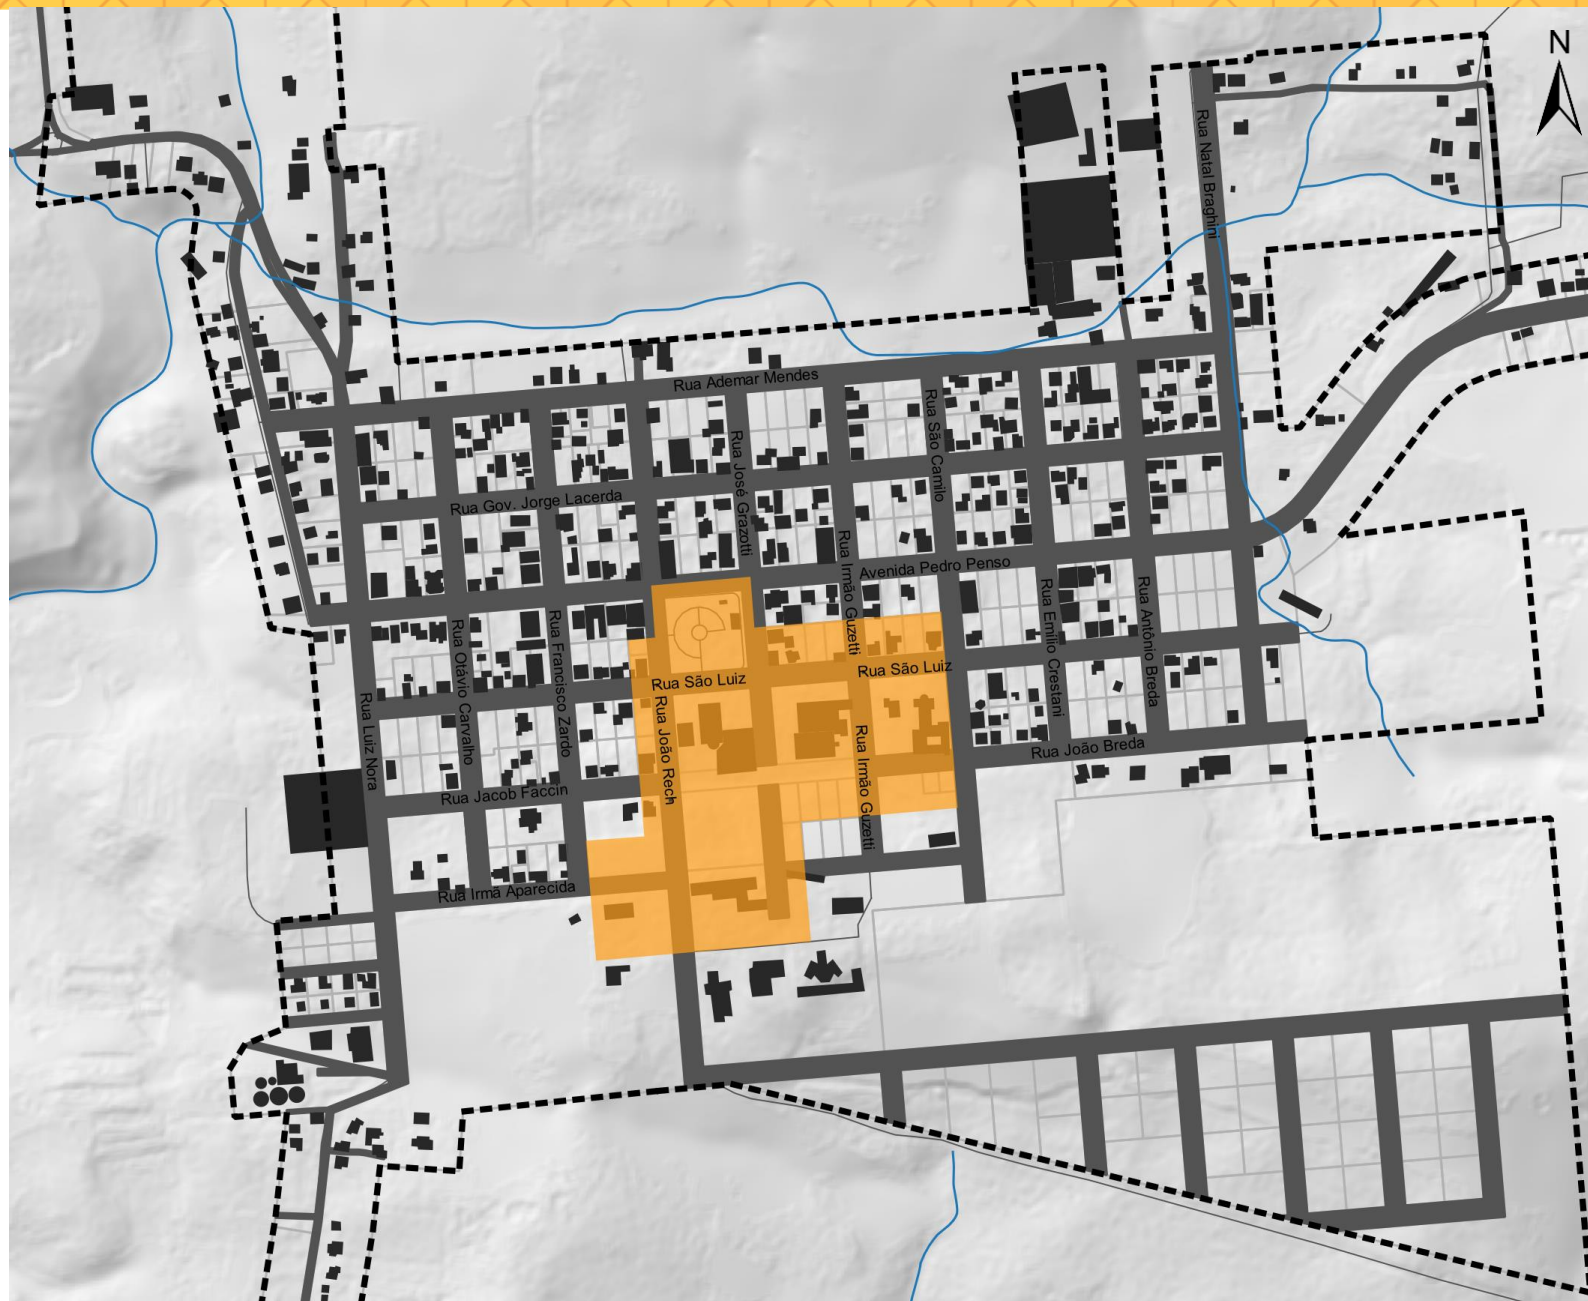 N
Rua Natal Braghini
Rua Ademar Mendes
Rua São Camilo
Rua José Grazotti
Rua Gov. Jorge Lacerda
Rua Irmão Guzetti
Avenida Pedro Penso
Rua Otávio Carvalho
Rua Francisco Zardo
Rua Emílio Crestani
Rua Antônio Breda
Rua São Luiz
Rua São Luiz
Rua Luiz Nora
Rua João Rech
Rua Irmão Guzetti
Rua João Breda
Rua Jacob Faccin
Rua Irmã Aparecida